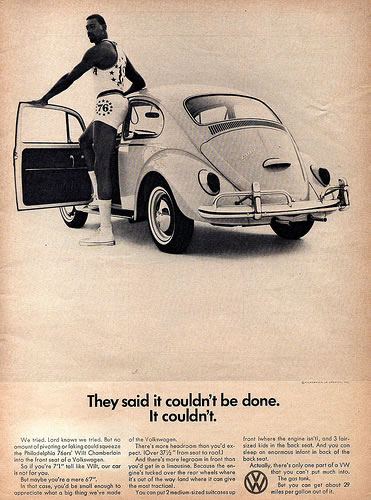 76
They said it couldn't be done.
It couldn't.
We tried. Lord knows we tried. But no
amount of pivoting or faking could squeeze
the Philadelphia 76ers' Wilt Chamberlain
into the front seat of a Volkswagen.
So if you're 7'1" tall like Wilt, our car
is not for you.
But maybe you're a mere 6'7".
In that case, you'd be small enough to
appreciate what a big thing we've made
of the Volkswagen.
There's more headroom than you'd ex-
pect. (Over 37½" from seat to roof.)
And there's more legroom in front than
you'd get in a limousine. Because the en-
gine's tucked over the rear wheels where
it's out of the way (and where it can give
the most traction).
You can put 2 medium-sized suitcases up
front (where the engine isn't), and 3 fair-
sized kids in the back seat. And you can
sleep an enormous infant in back of the
back seat.
Actually, there's only one part of a VW
that you can't put much into.
The gas tank.
But you can get about 29
miles per gallon out of it.
VW